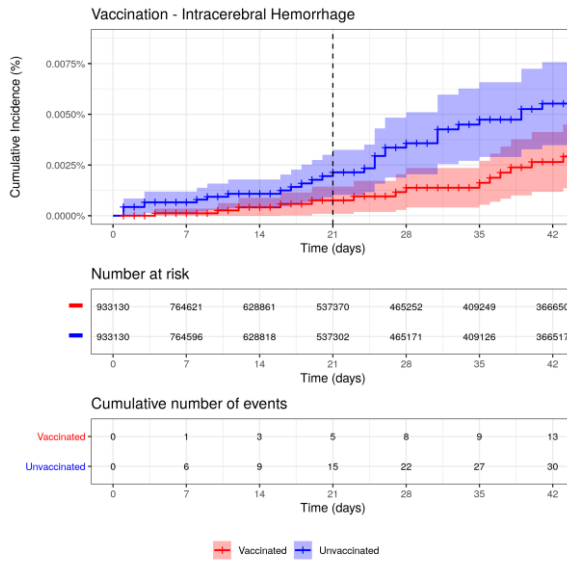 Vaccination - Intracerebral Hemorrhage
Cumulative Incidence (%)
0.0075%
0.0050%
0.0025%
0.0000%
0 7 14 21 28 35 42
Time (days)
Number at risk
933130 764621 628861 537370 465252 409249 366650
933130 764596 628818 537302 465171 409126 366517
0 7 14 21 28 35 42
Time (days)
Cumulative number of events
Vaccinated 0 1 3 5 8 9 13
Unvaccinated 0 6 9 15 22 27 30
0 7 14 21 28 35 42
Time (days)
Vaccinated Unvaccinated